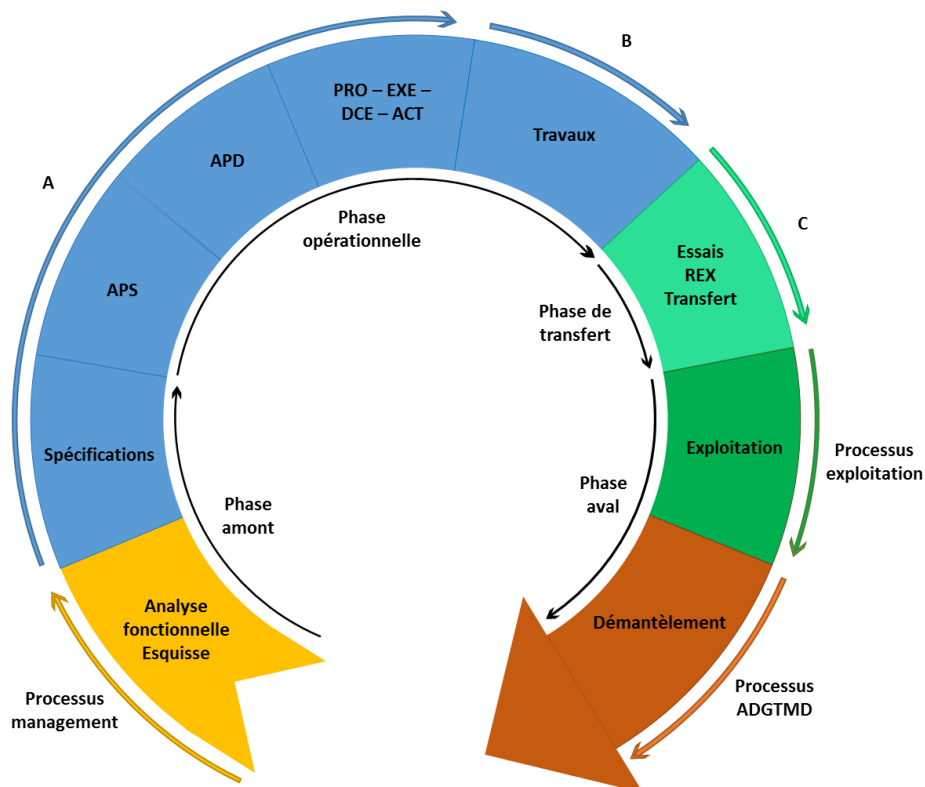 B
PRO – EXE –
DCE – ACT
Travaux
APD
A
Phase
opérationnelle
C
Essais
REX
Transfert
APS
Phase de
transfert
Spécifications
Exploitation
Processus
exploitation
Phase
amont
Phase
aval
Analyse
fonctionnelle
Esquisse
Démantèlement
Processus
management
Processus
ADGTMD